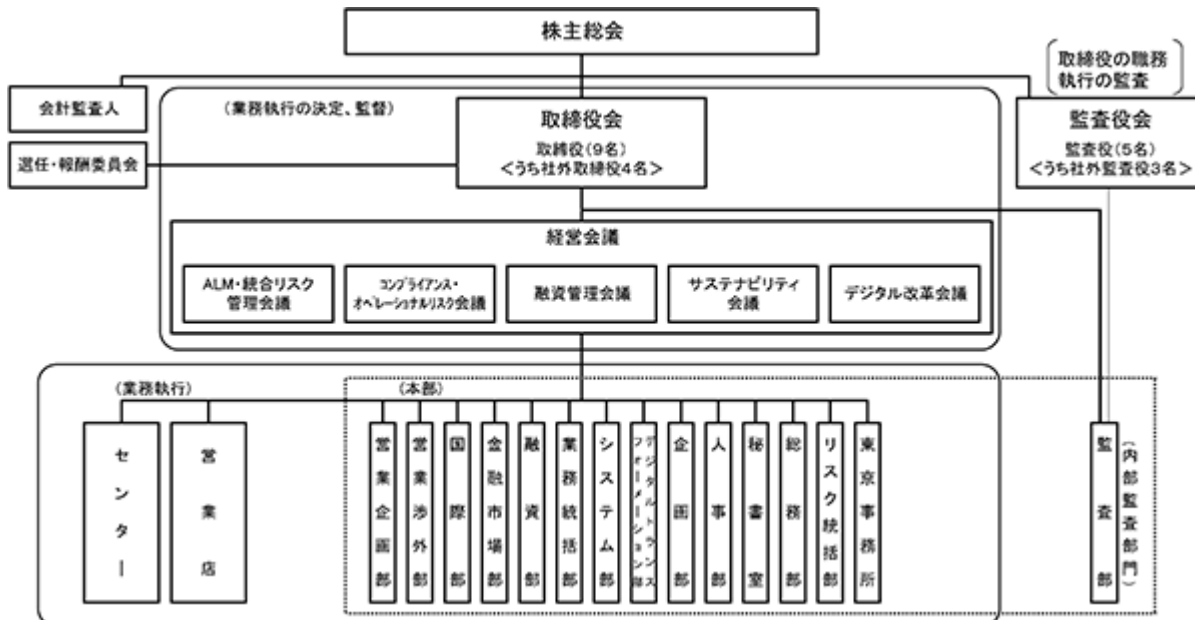 株主総会
取締役の職務
執行の監査
会計監査人
(業務執行の決定、監督)
取締役会
取締役(9名)
<うち社外取締役4名>
監査役会
監査役(5名)
<うち社外監査役3名>
選任・報酬委員会
経営会議
ALM・統合リスク
管理会議
コンプライアンス・
オペレーショナルリスク会議
融資管理会議
サステナビリティ
会議
デジタル改革会議
(業務執行)
(本部)
センター
営業店
営業企画部
営業渉外部
国際部
金融市場部
融資部
業務統括部
システム部
デジタルトランス
フォーメーション部
企画部
人事部
秘書室
総務部
リスク統括部
東京事務所
監査部
(内部監査部門)